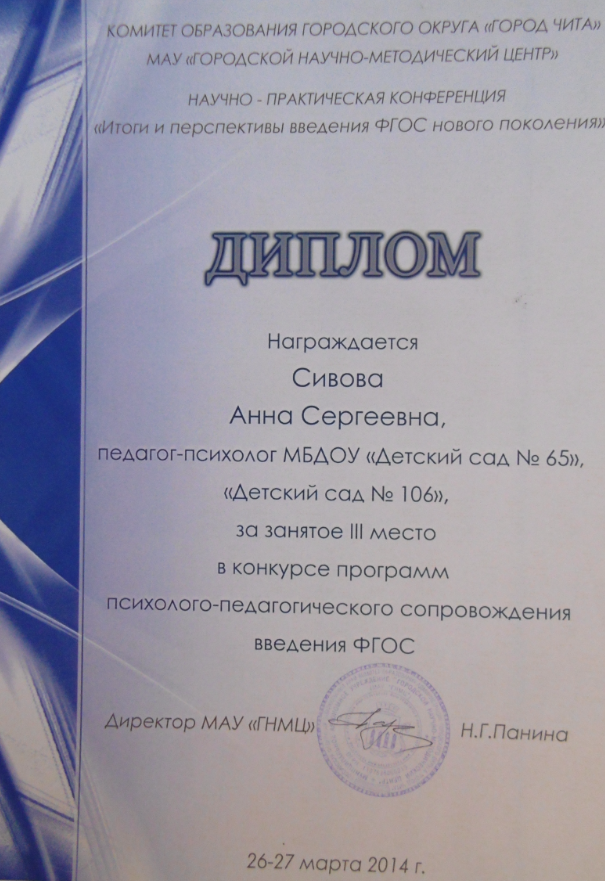 КОМИТЕТ ОБРАЗОВАНИЯ ГОРОДСКОГО ОКРУГА «ГОРОД ЧИТА»
МАУ «ГОРОДСКОЙ НАУЧНО-МЕТОДИЧЕСКИЙ ЦЕНТР»
НАУЧНО - ПРАКТИЧЕСКАЯ КОНФЕРЕНЦИЯ
«Итоги и перспективы введения ФГОС нового поколения»
ДИПЛОМ
Награждается
Сивова
Анна Сергеевна,
педагог-психолог МБДОУ «Детский сад № 65»,
«Детский сад № 106»,
за занятое III место
в конкурсе программ
психолого-педагогического сопровождения
введения ФГОС
Директор МАУ «ГНМЦ» Н.Г.Панина
26-27 марта 2014 г.